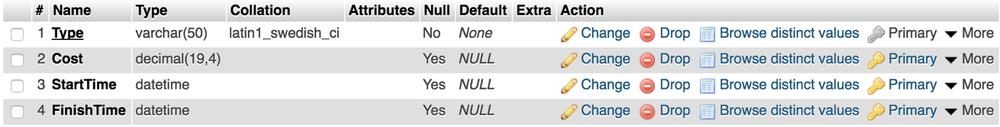 # Name Type Collation Attributes Null Default Extra Action
1 Type varchar(50) latin1_swedish_ci No None Change Drop Browse distinct values Primary More
2 Cost decimal(19,4) Yes NULL Change Drop Browse distinct values Primary More
3 StartTime datetime Yes NULL Change Drop Browse distinct values Primary More
4 FinishTime datetime Yes NULL Change Drop Browse distinct values Primary More